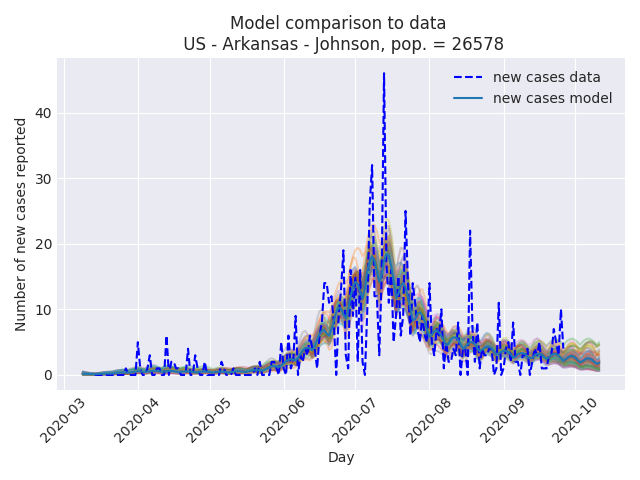 Model comparison to data
US - Arkansas - Johnson, pop. = 26578
new cases data
new cases model
Number of new cases reported
40
30
20
10
0
2020-03
2020-04
2020-05
2020-06
2020-07
2020-08
2020-09
2020-10
Day